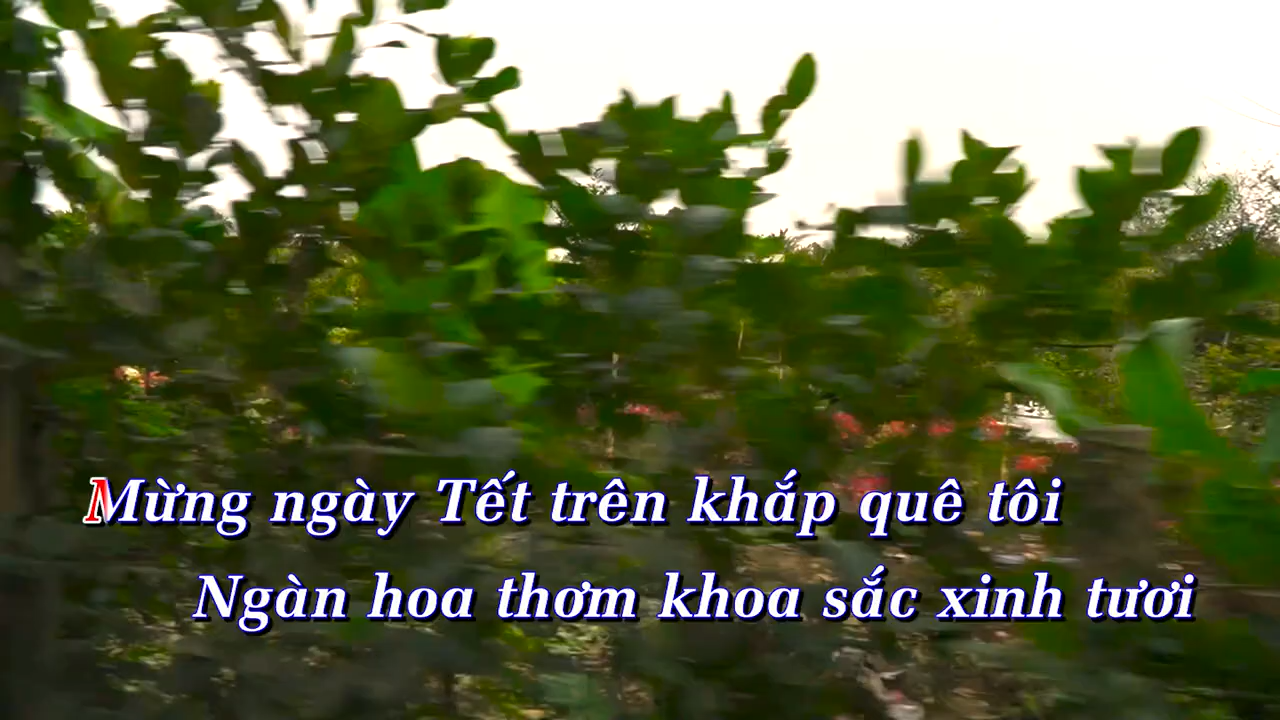 Mừng ngày Tết trên khắp quê tôi
Ngàn hoa thơm khoa sắc xinh tươi